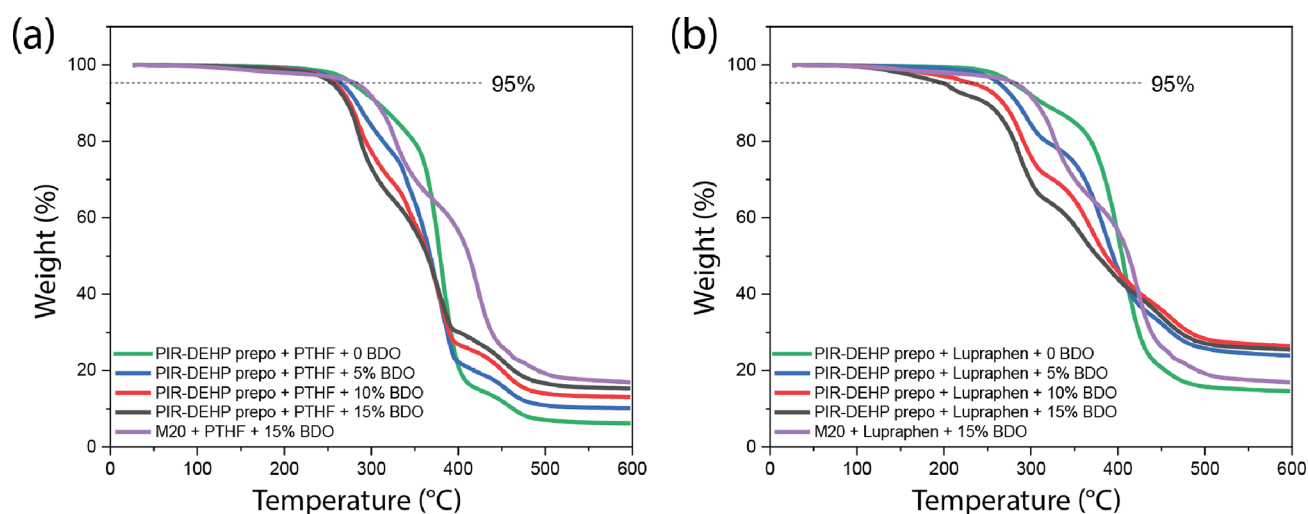 (a)
100
95%
80
60
40
20
0
Weight (%)
PIR-DEHP prepo + PTHF + 0 BDO
PIR-DEHP prepo + PTHF + 5% BDO
PIR-DEHP prepo + PTHF + 10% BDO
PIR-DEHP prepo + PTHF + 15% BDO
M20 + PTHF + 15% BDO
0 100 200 300 400 500 600
Temperature (°C)
(b)
100
95%
80
60
40
20
0
Weight (%)
PIR-DEHP prepo + Lupraphen + 0 BDO
PIR-DEHP prepo + Lupraphen + 5% BDO
PIR-DEHP prepo + Lupraphen + 10% BDO
PIR-DEHP prepo + Lupraphen + 15% BDO
M20 + Lupraphen + 15% BDO
0 100 200 300 400 500 600
Temperature (°C)